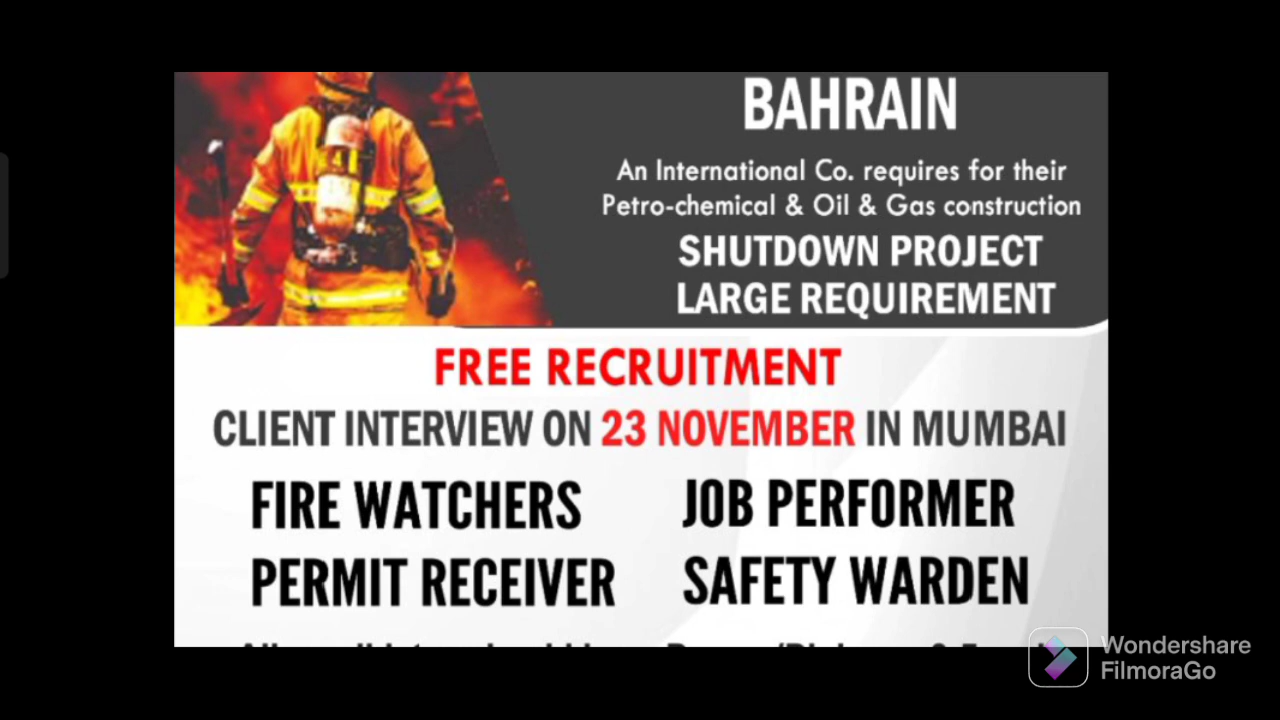 BAHRAIN
An International Co. requires for their
Petro-chemical & Oil & Gas construction
SHUTDOWN PROJECT
LARGE REQUIREMENT
FREE RECRUITMENT
CLIENT INTERVIEW ON 23 NOVEMBER IN MUMBAI
FIRE WATCHERS JOB PERFORMER
PERMIT RECEIVER SAFETY WARDEN
Wondershare
FilmoraGo